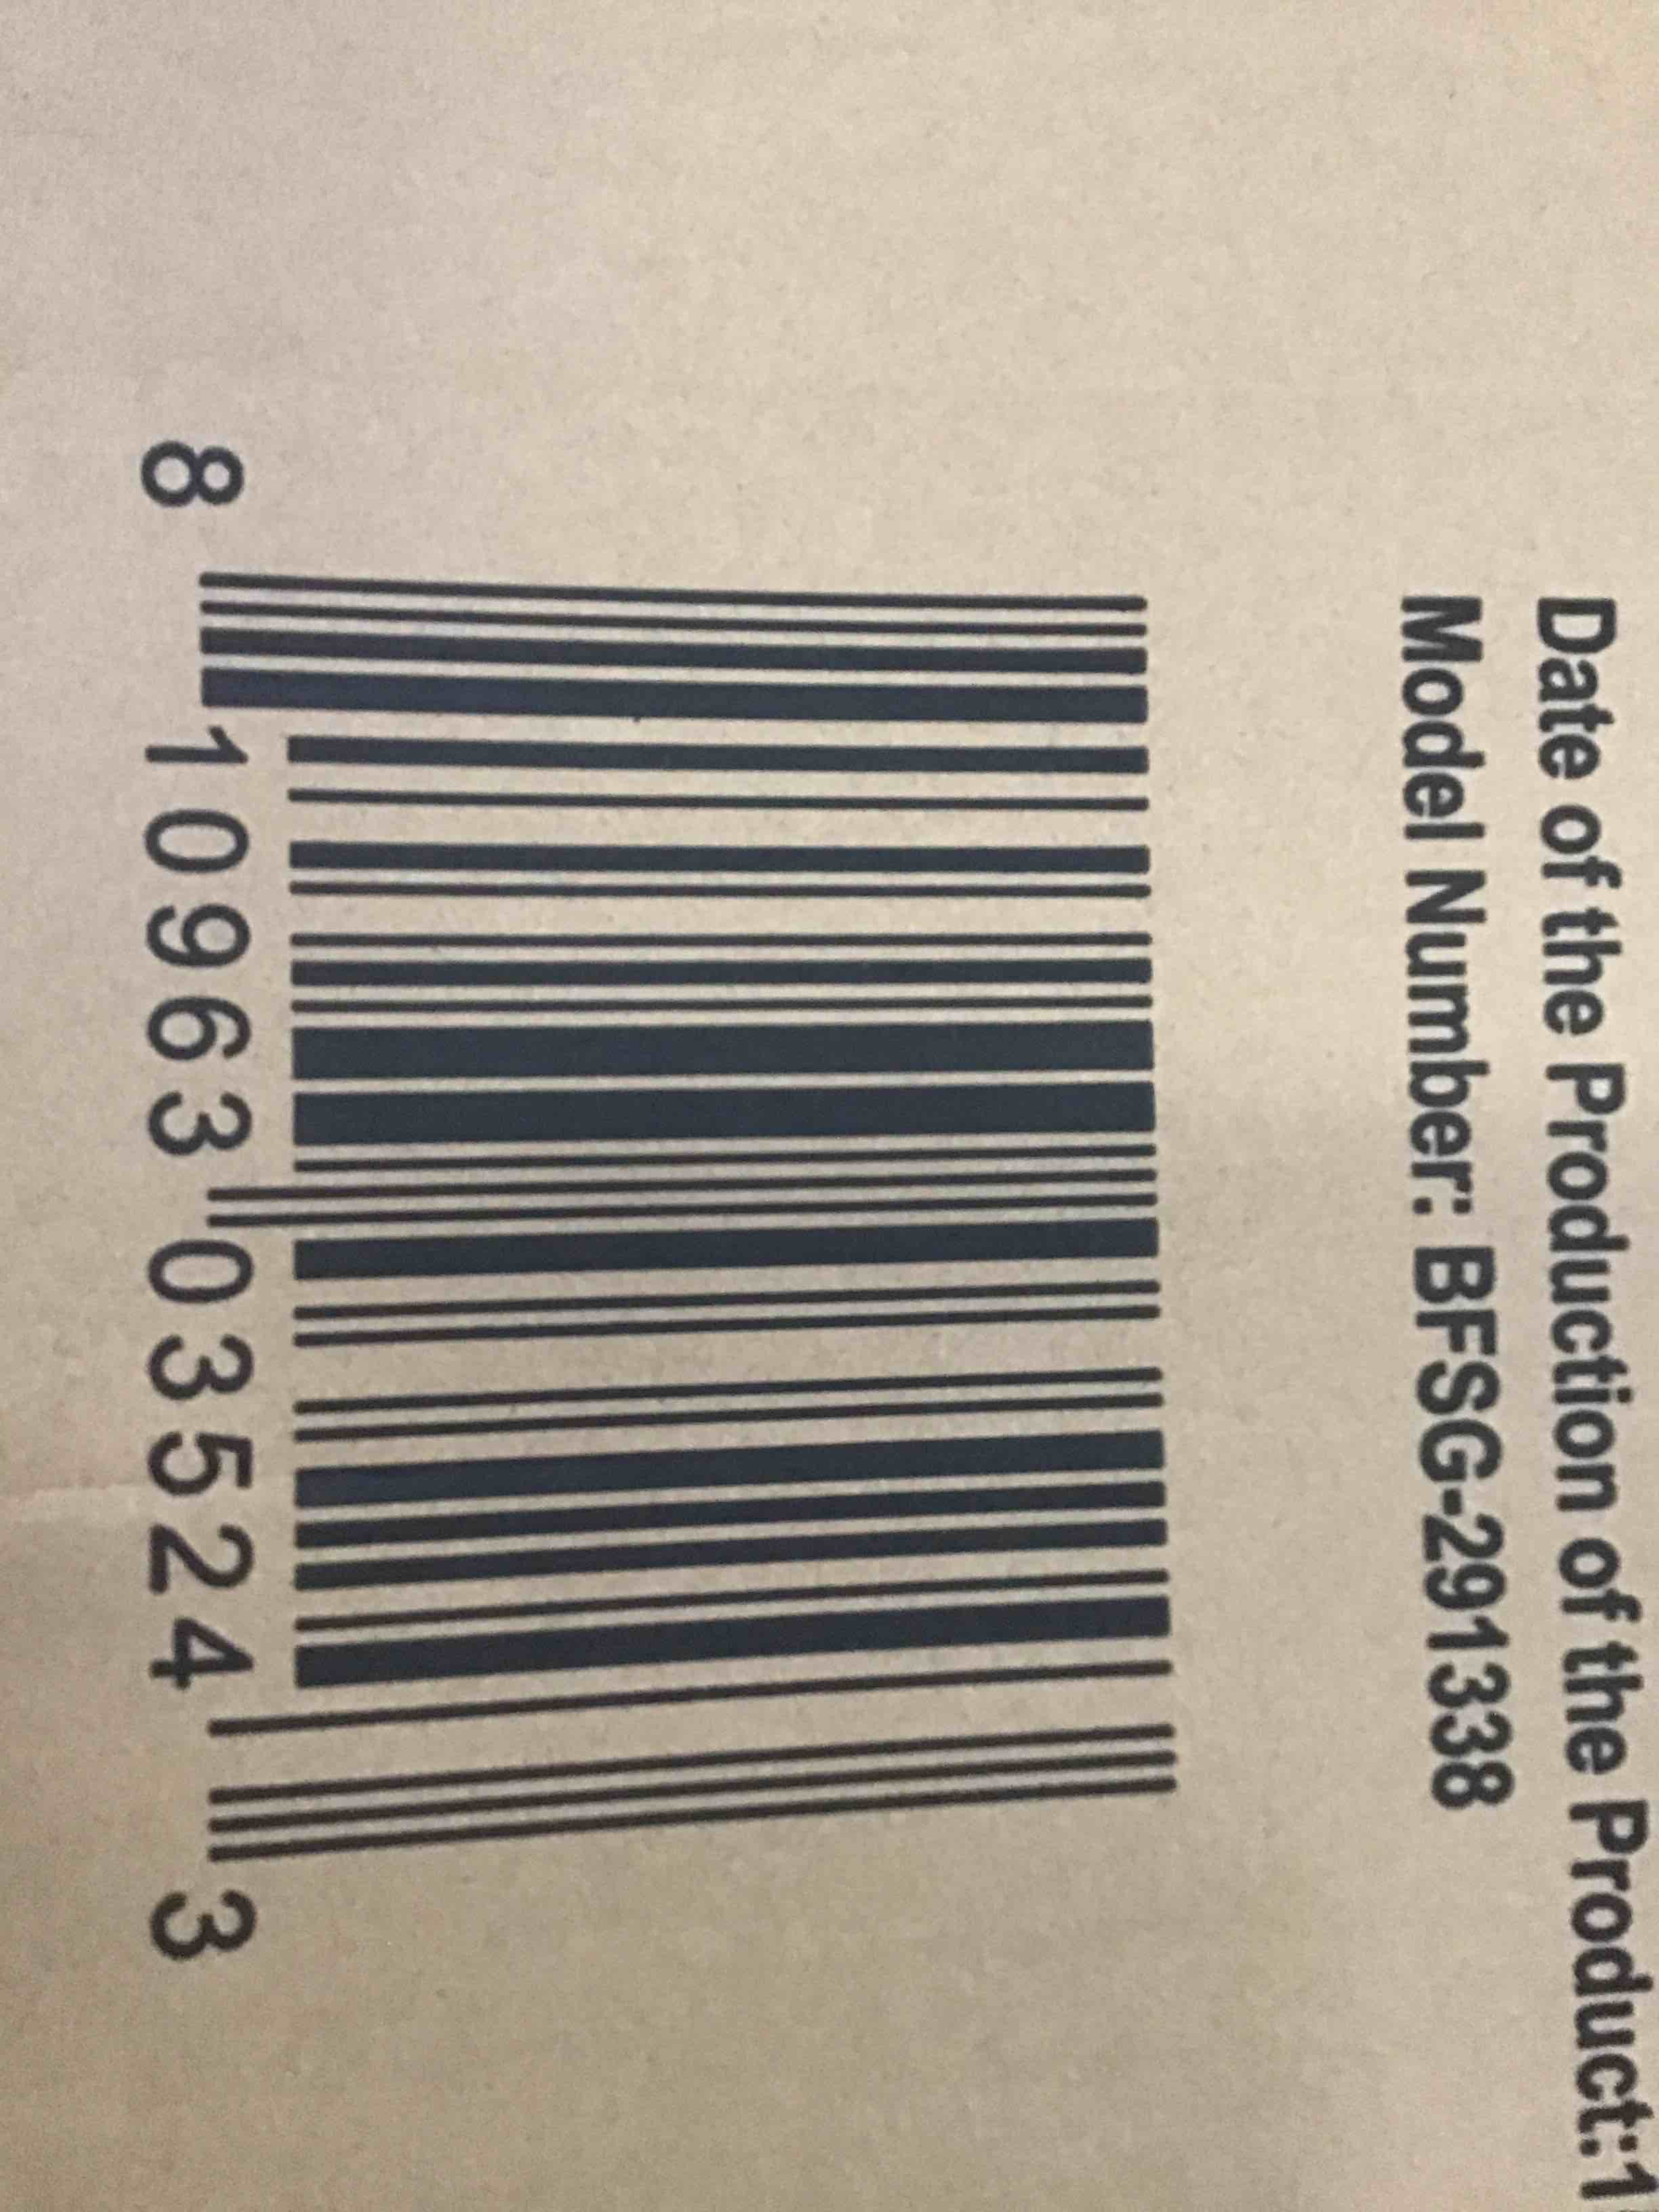 Date of the Production of the Product:1
Model Number: BFSG-291338
8 10963 03524 3